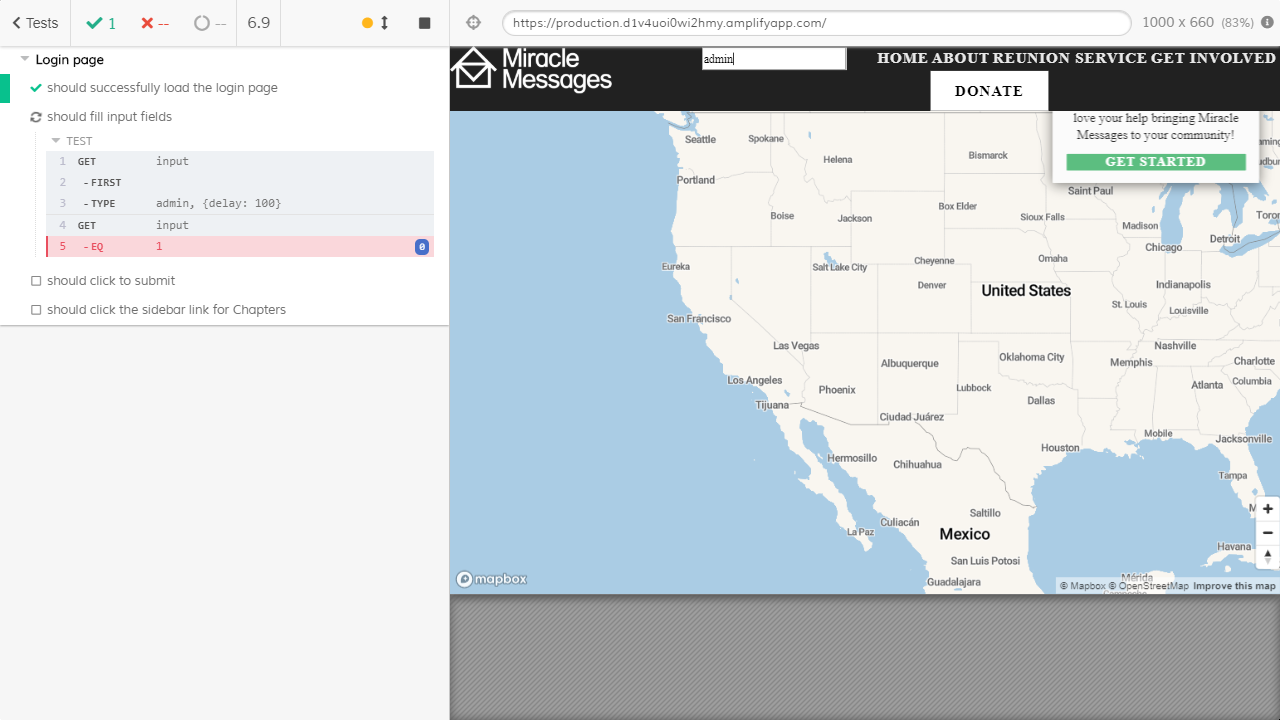 Tests
1
--
--
6.9
https://production.d1v4uoi0wi2hmy.amplifyapp.com/
1000 x 660 (83%)
Login page
should successfully load the login page
should fill input fields
TEST
1 GET input
2 -FIRST
3 -TYPE admin, {delay: 100}
4 GET input
5 -EQ 1 0
should click to submit
should click the sidebar link for Chapters
Miracle
Messages
admin
HOME ABOUT REUNION SERVICE GET INVOLVED
DONATE
love your help bringing Miracle
Messages to your community!
GET STARTED
Seattle
Spokane
Helena
Bismarck
Portland
Saint Paul
Boise
Jackson
Box Elder
Sioux Falls
Madison
Toron
Chicago
Detroit
Eureka
Salt Lake City
Cheyenne
Omaha
Denver
United States
Indianapolis
St. Louis
Louisville
San Francisco
Las Vegas
Albuquerque
Oklahoma City
Nashville
Memphis
Charlotte
Los Angeles
Phoenix
Lubbock
Atlanta
Columbia
Tijuana
Dallas
Ciudad Juárez
Mobile
Jacksonville
Houston
Hermosillo
Chihuahua
Tampa
Saltillo
M
Culiacán
La Paz
Mexico
Havana
San Luis Potosi
Mérida
Guadalajara
mapbox
© Mapbox © OpenStreetMap Improve this map